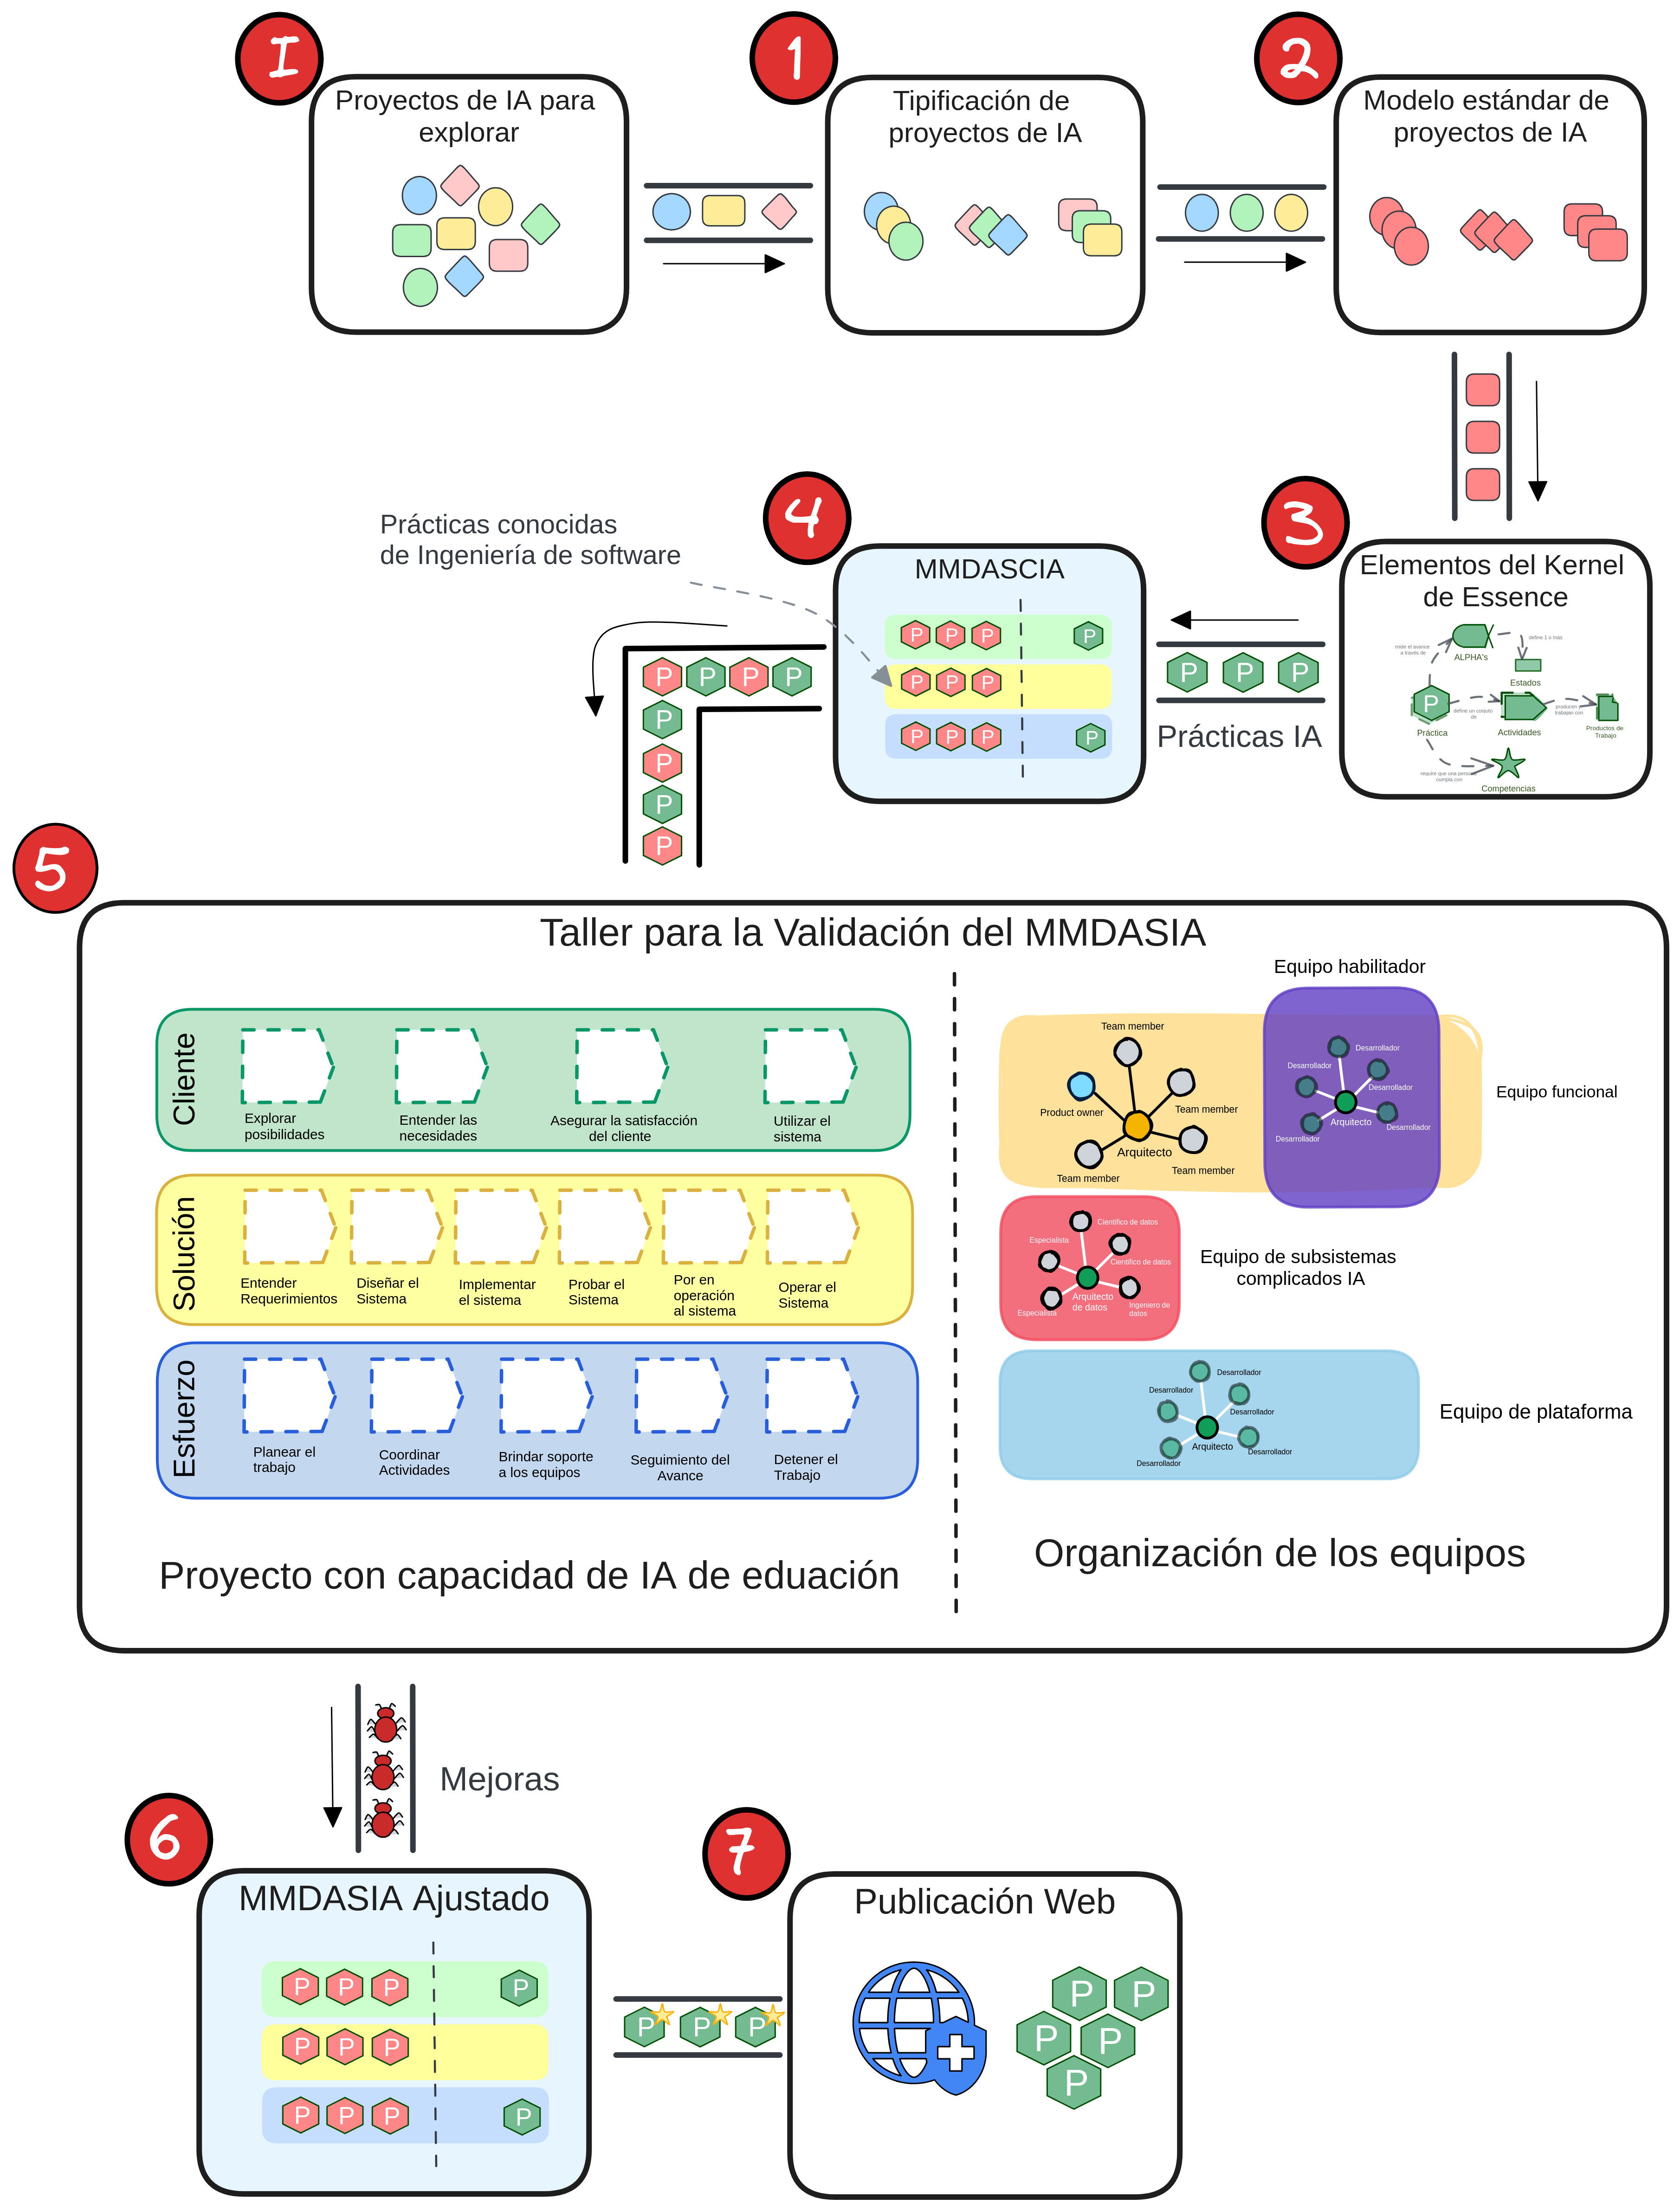 I
Proyectos de IA para
explorar
1
Tipificación de
proyectos de IA
2
Modelo estándar de
proyectos de IA
3
Elementos del Kernel
de Essence
mide el avance
a través de
ALPHA's
define 1 o más
Estados
P
Práctica
define un conjuto
de
Actividades
producen y
trabajan con
Productos de
Trabajo
require que una persona
cumpla con
Competencias
P P P
Prácticas IA
4
MMDASCIA
P P P P
P P P
P P P P
Prácticas conocidas
de Ingeniería de software
P P P P
P
P
P
P
5
Taller para la Validación del MMDASIA
Cliente
Explorar
posibilidades
Entender las
necesidades
Asegurar la satisfacción
del cliente
Utilizar el
sistema
Solución
Entender
Requerimientos
Diseñar el
Sistema
Implementar
el sistema
Probar el
Sistema
Por en
operación
al sistema
Operar el
Sistema
Esfuerzo
Planear el
trabajo
Coordinar
Actividades
Brindar soporte
a los equipos
Seguimiento del
Avance
Detener el
Trabajo
Proyecto con capacidad de IA de eduación
Equipo habilitador
Team member
Product owner
Team member
Arquitecto
Team member
Team member
Desarrollador
Desarrollador
Desarrollador
Arquitecto
Desarrollador
Desarrollador
Equipo funcional
Científico de datos
Especialista
Científico de datos
Arquitecto
de datos
Ingeniero de
datos
Especialista
Equipo de subsistemas
complicados IA
Desarrollador
Desarrollador
Desarrollador
Arquitecto
Desarrollador
Desarrollador
Equipo de plataforma
Organización de los equipos
Mejoras
6
MMDASIA Ajustado
P P P P
P P P
P P P P
P P P
7
Publicación Web
P P
P P
P